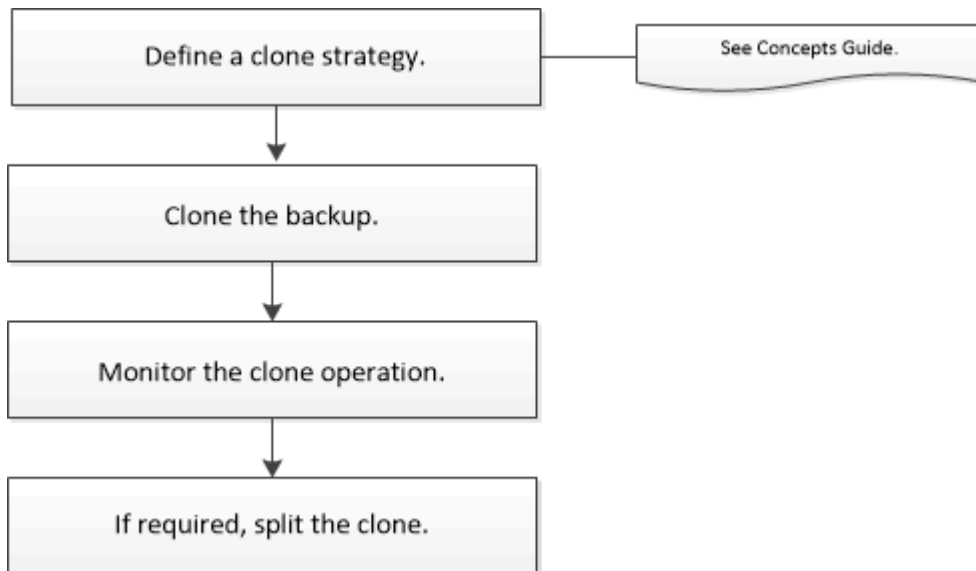 Define a clone strategy.
See Concepts Guide.
Clone the backup.
Monitor the clone operation.
If required, split the clone.